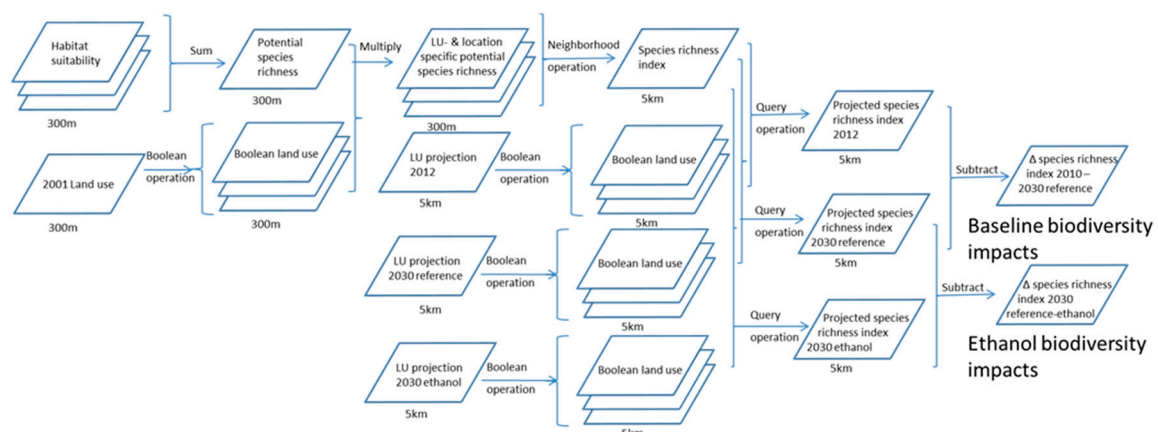 Habitat
suitability
300m
Sum
Potential
species
richness
300m
Multiply
LU- & location
specific potential
species richness
300m
Neighborhood
operation
Species richness
index
5km
2001 Land use
300m
Boolean
operation
Boolean land use
300m
LU projection
2012
5km
Boolean
operation
Boolean land use
5km
Query
operation
Projected species
richness index
2012
5km
LU projection
2030 reference
5km
Boolean
operation
Boolean land use
5km
Query
operation
Projected species
richness index
2030 reference
5km
LU projection
2030 ethanol
5km
Boolean
operation
Boolean land use
5km
Query
operation
Projected species
richness index
2030 ethanol
5km
Subtract
Δ species richness
index 2010 –
2030 reference
Baseline biodiversity
impacts
Subtract
Δ species richness
index 2030
reference-ethanol
Ethanol biodiversity
impacts